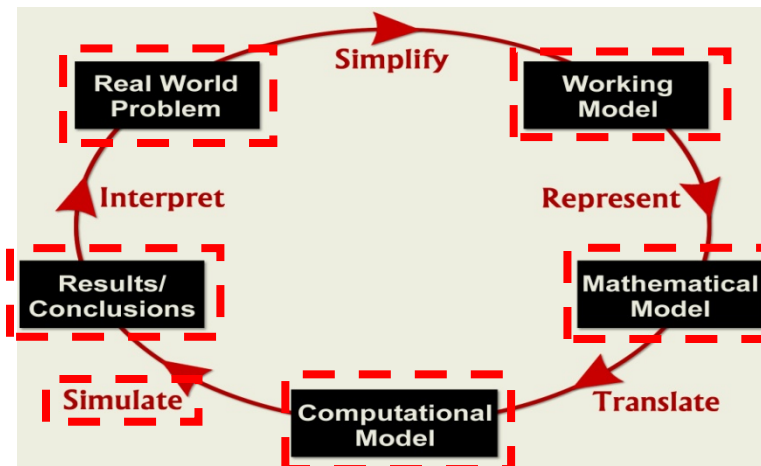 Simplify
Real World
Problem
Working
Model
Interpret
Represent
Results/
Conclusions
Mathematical
Model
Simulate
Computational
Model
Translate